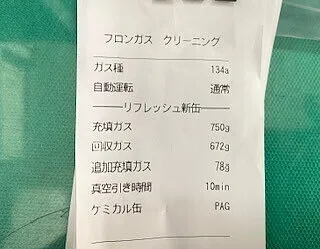 フロンガス クリーニング
ガス種 134a
自動運転 通常
リフレッシュ新缶
充填ガス 750g
回収ガス 672g
追加充填ガス 78g
真空引き時間 10min
ケミカル缶 PAG